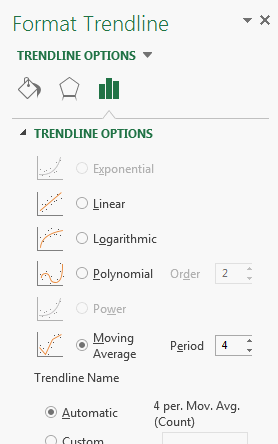 Format Trendline
TRENDLINE OPTIONS
TRENDLINE OPTIONS
Exponential
Linear
Logarithmic
Polynomial Order 2
Power
Moving
Average Period 4
Trendline Name
Automatic 4 per. Mov. Avg.
(Count)
Custom